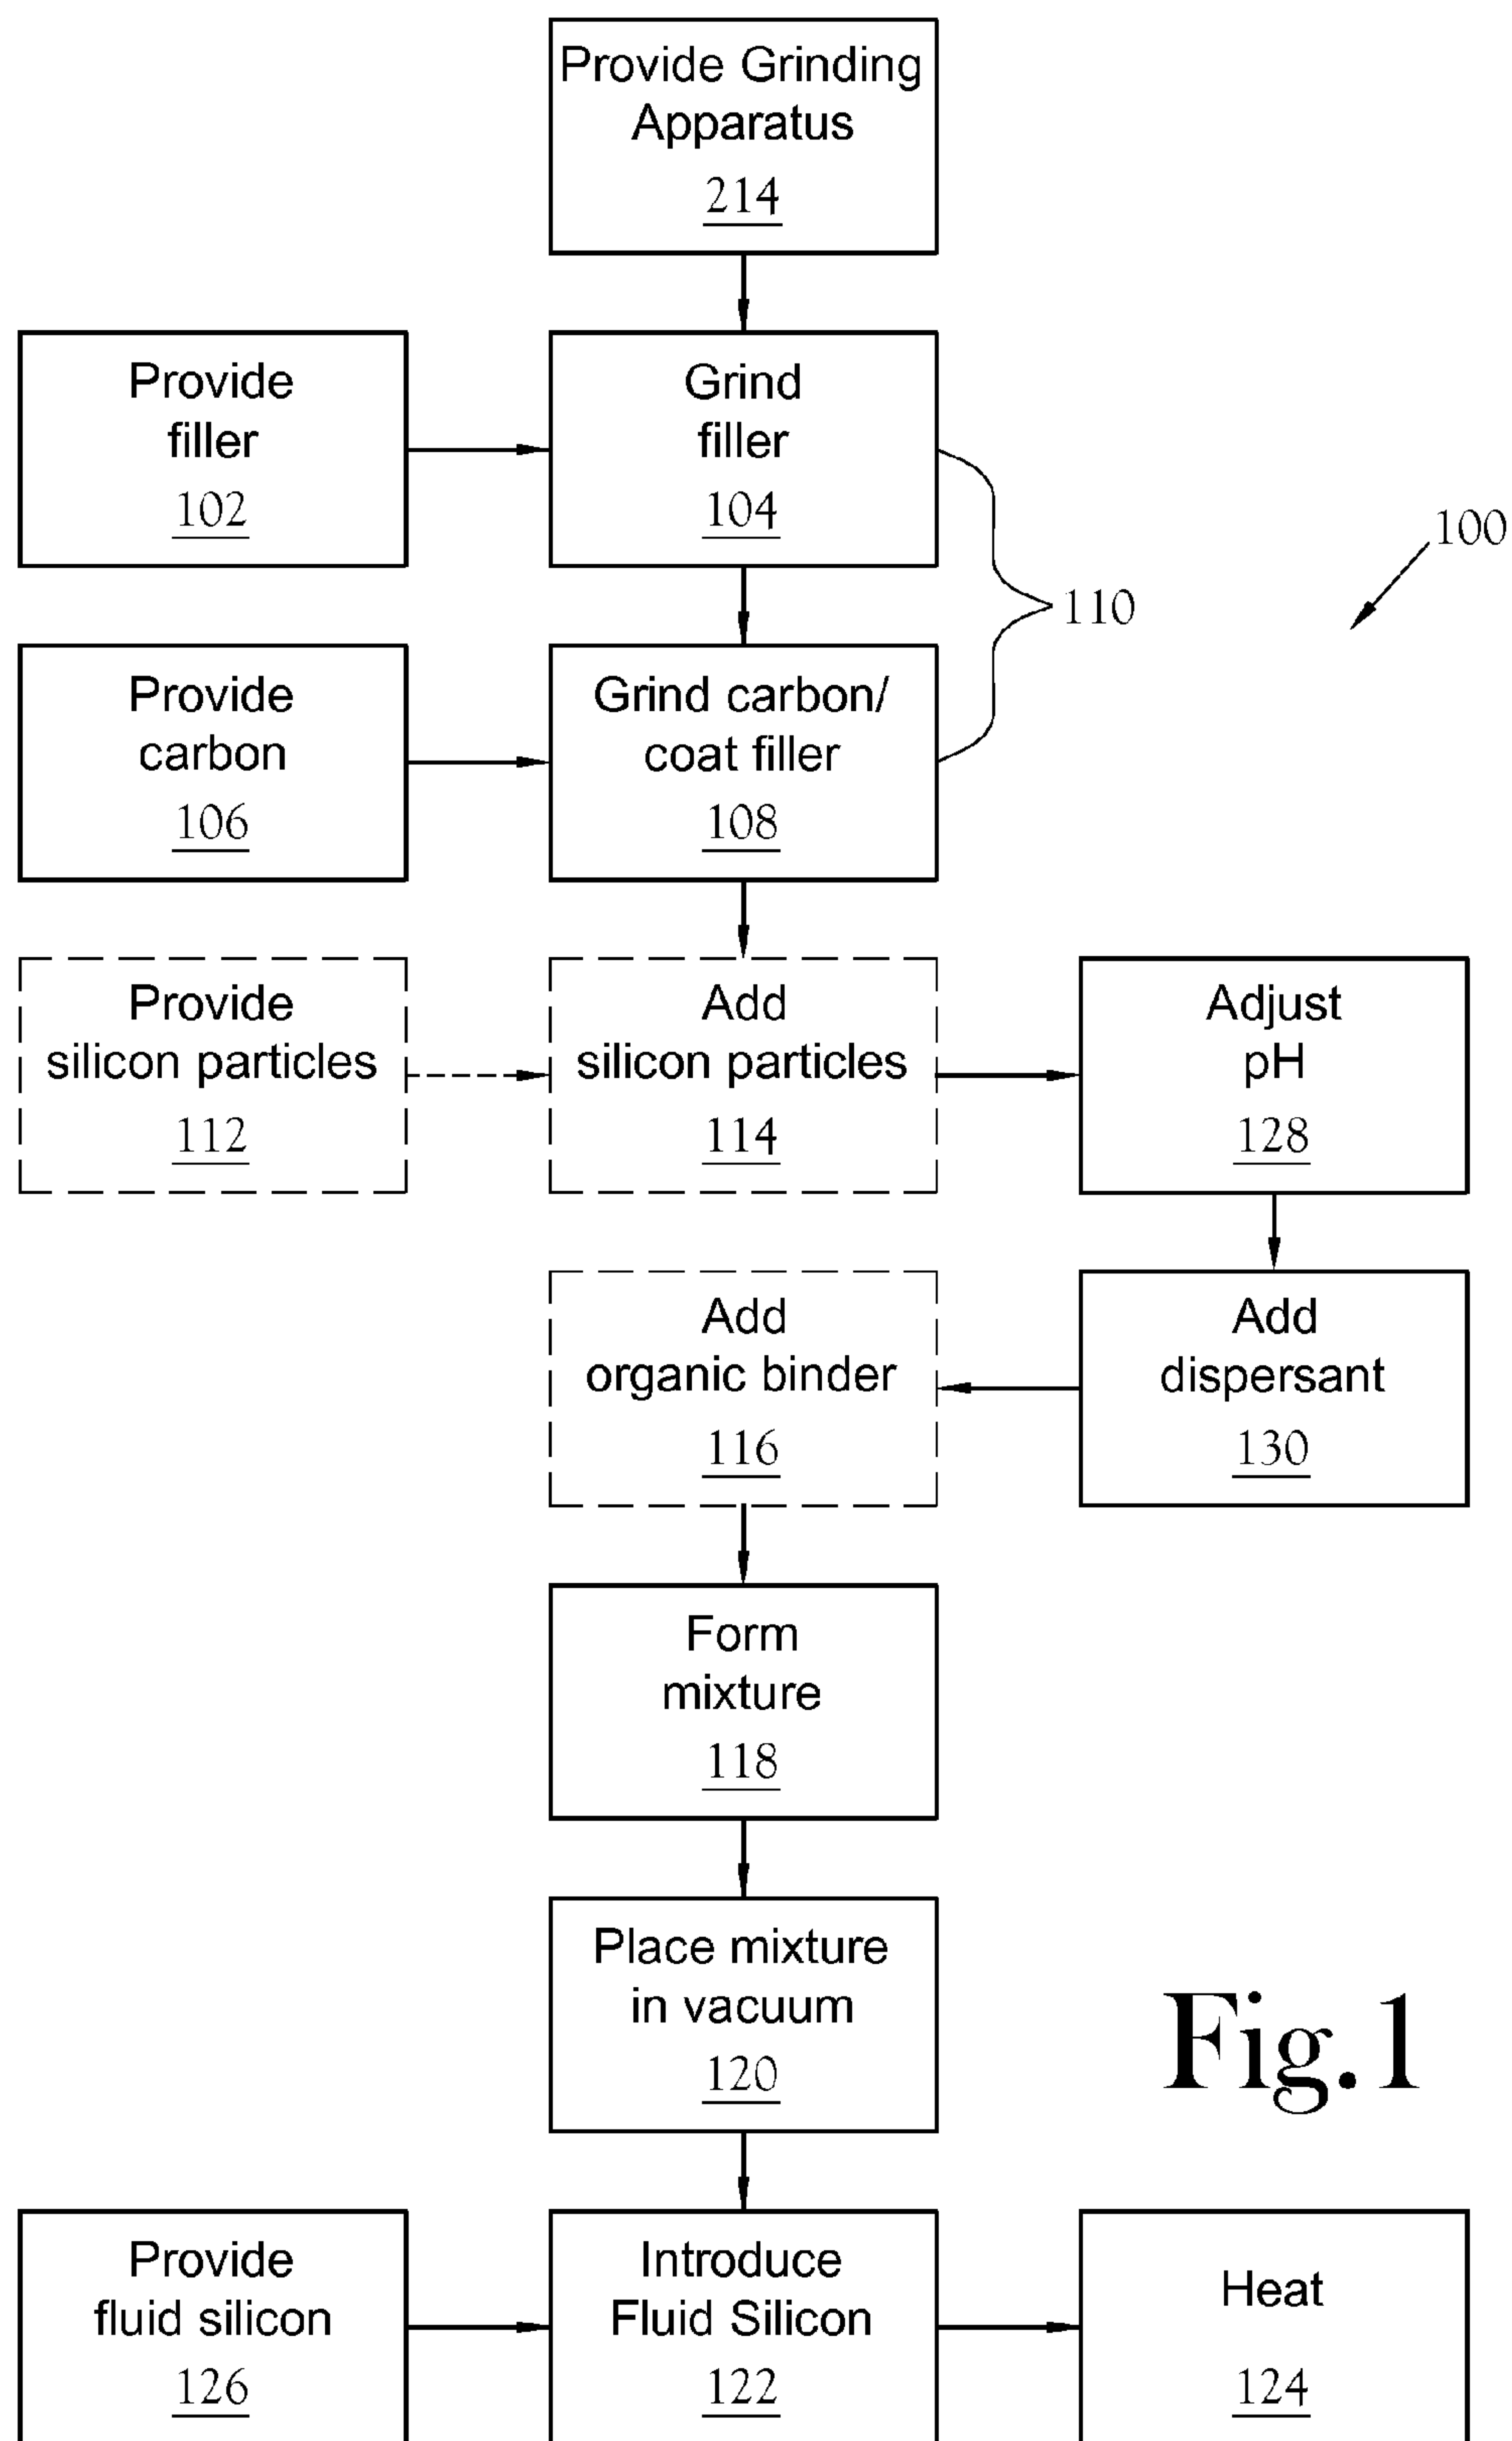 Provide Grinding
Apparatus
214
Provide
filler
102
Grind
filler
104
100
110
Provide
carbon
106
Grind carbon/
coat filler
108
Provide
silicon particles
112
Add
silicon particles
114
Adjust
pH
128
Add
organic binder
116
Add
dispersant
130
Form
mixture
118
Place mixture
in vacuum
120
Fig.1
Provide
fluid silicon
126
Introduce
Fluid Silicon
122
Heat
124